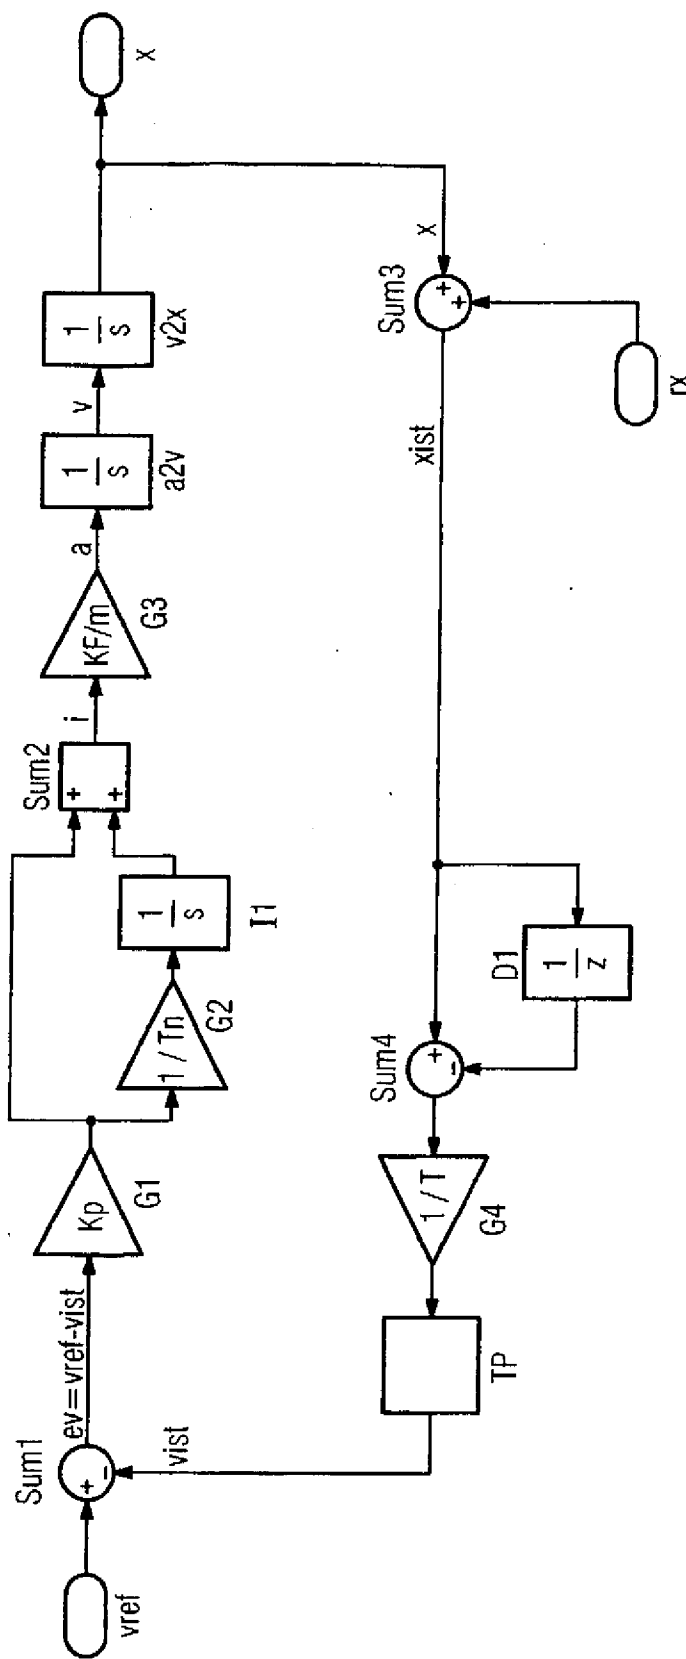 vref
Sum1
+
−
ev=vref-vist
Kp
G1
1 / Tn
G2
1
s
I1
Sum2
+
+
i
KF/m
G3
a
1
s
a2v
v
1
s
v2x
x
vist
TP
1 / T
G4
Sum4
+
−
D1
1
z
xist
Sum3
+
+
x
rx